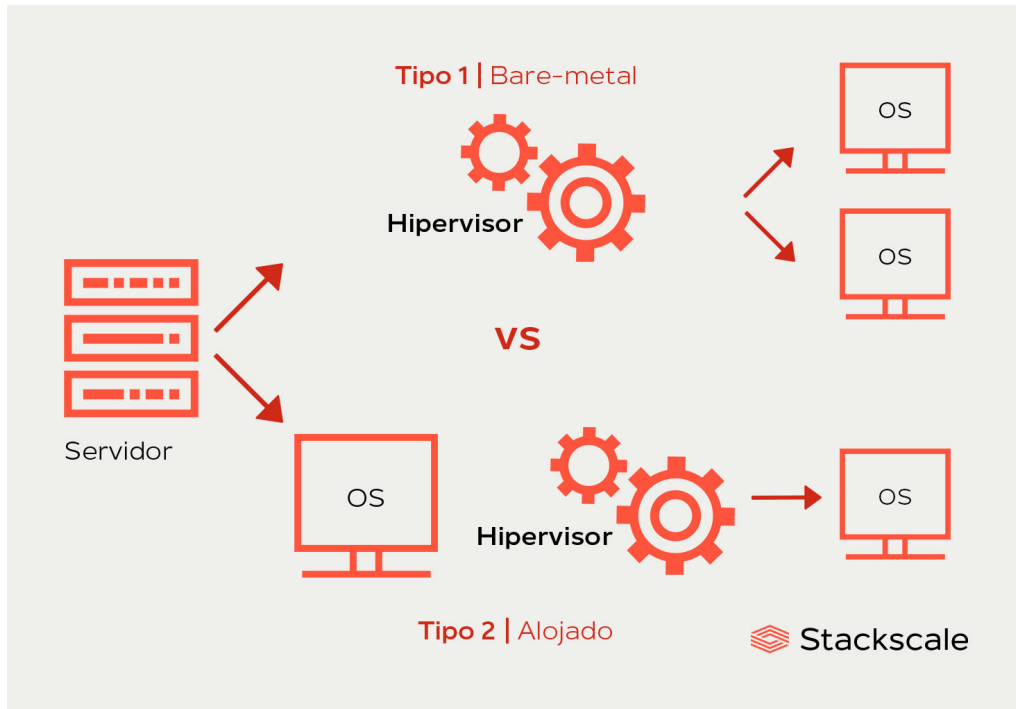 Tipo 1 | Bare-metal
OS
Hipervisor
OS
vs
Servidor
OS
Hipervisor
OS
Tipo 2 | Alojado
Stackscale